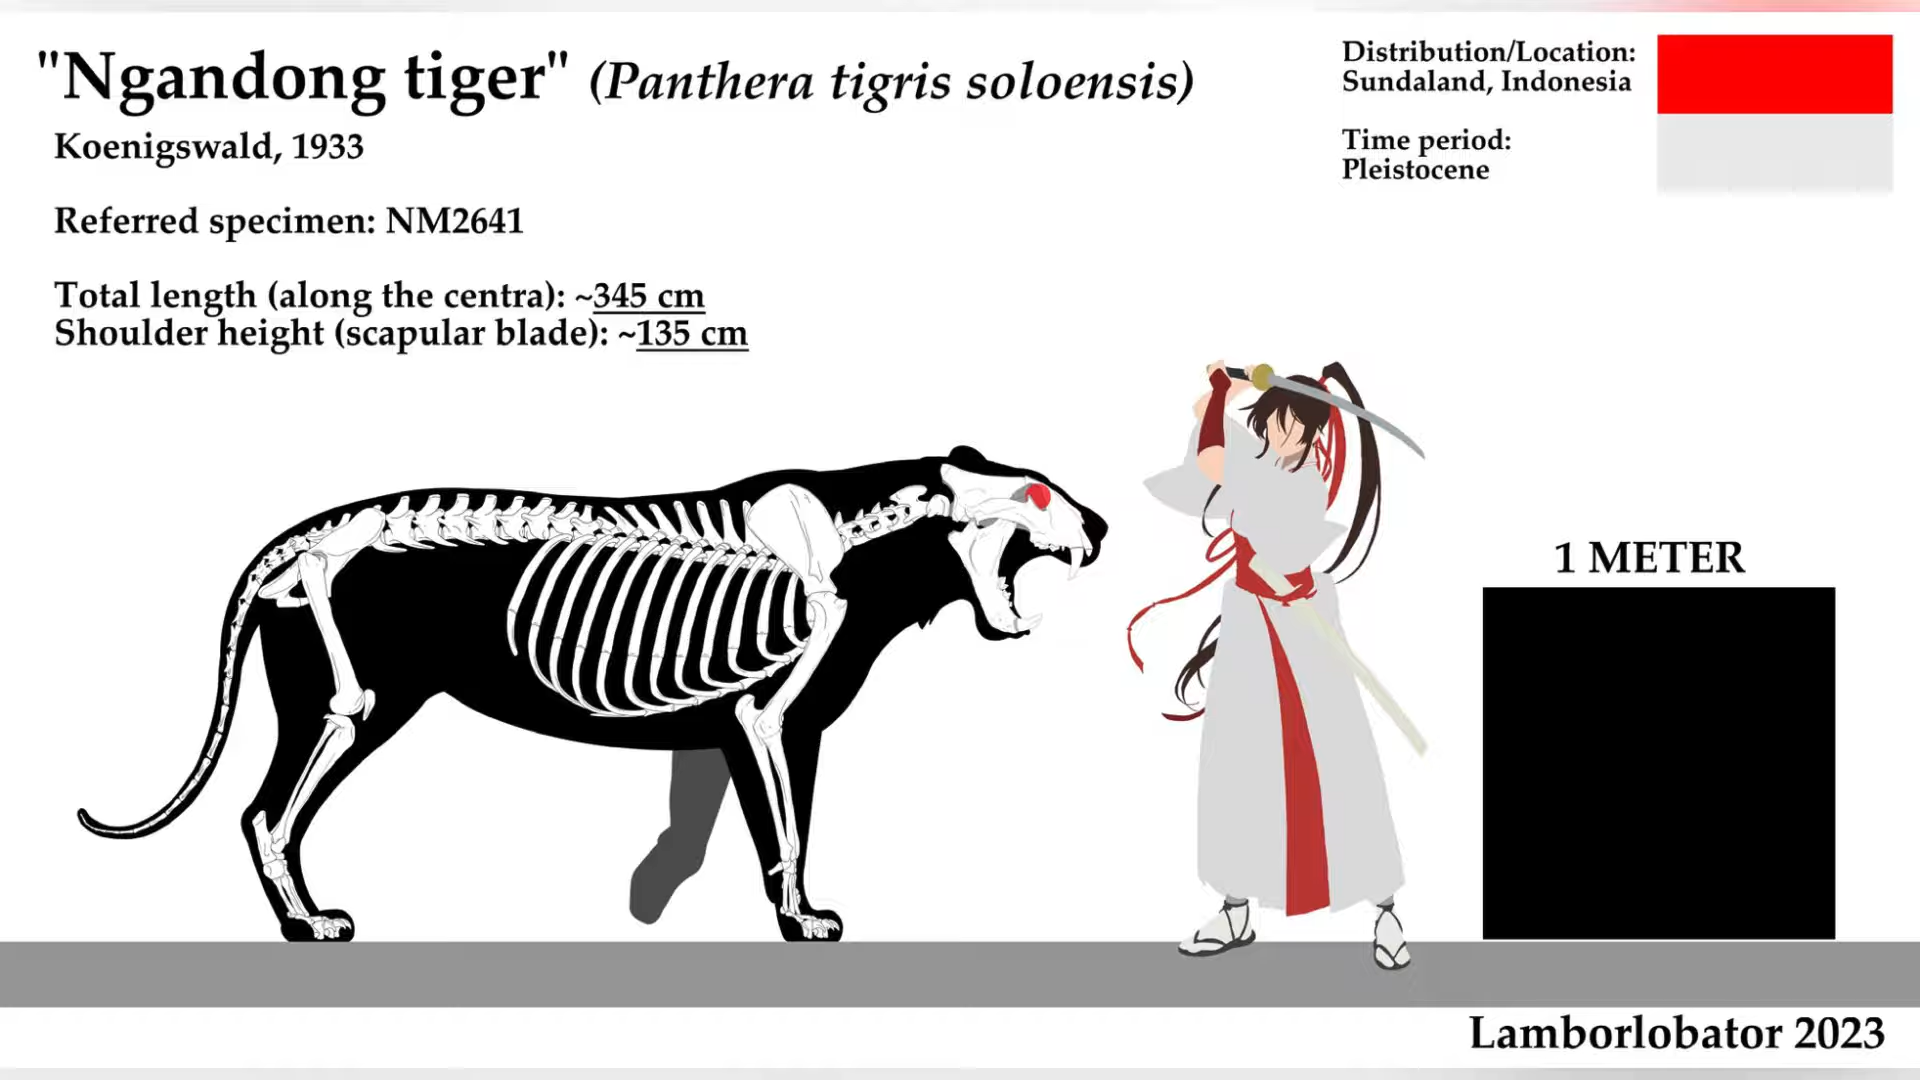 "Ngandong tiger" (Panthera tigris soloensis)
Koenigswald, 1933
Referred specimen: NM2641
Total length (along the centra): ~345 cm
Shoulder height (scapular blade): ~135 cm
Distribution/Location:
Sundaland, Indonesia
Time period:
Pleistocene
1 METER
Lamborlobator 2023